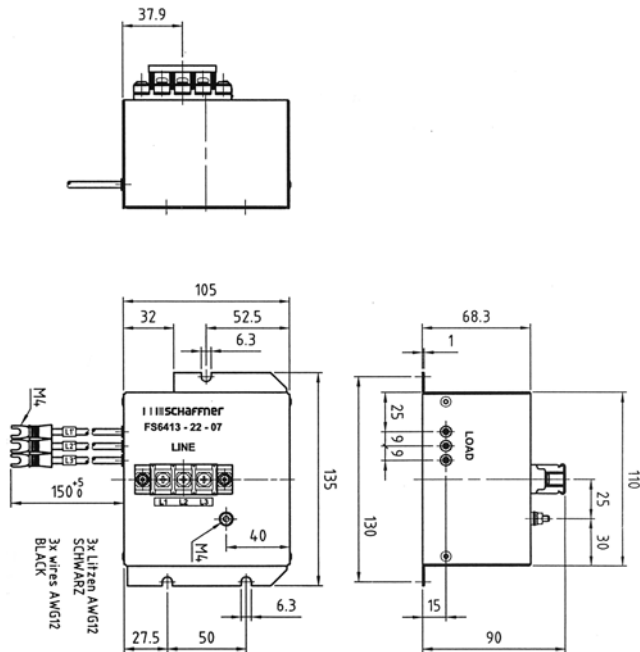 37.9
105
32
52.5
6.3
M4
SCHAFFNER
FS6413 - 22 - 07
LINE
L1
L2
L3
L1 L2 L3
150 +5 0
M4
40
135
3x Litzen AWG12
SCHWARZ
3x wires AWG12
BLACK
6.3
27.5
50
68.3
1
25
9
9
LOAD
130
110
25
30
15
90